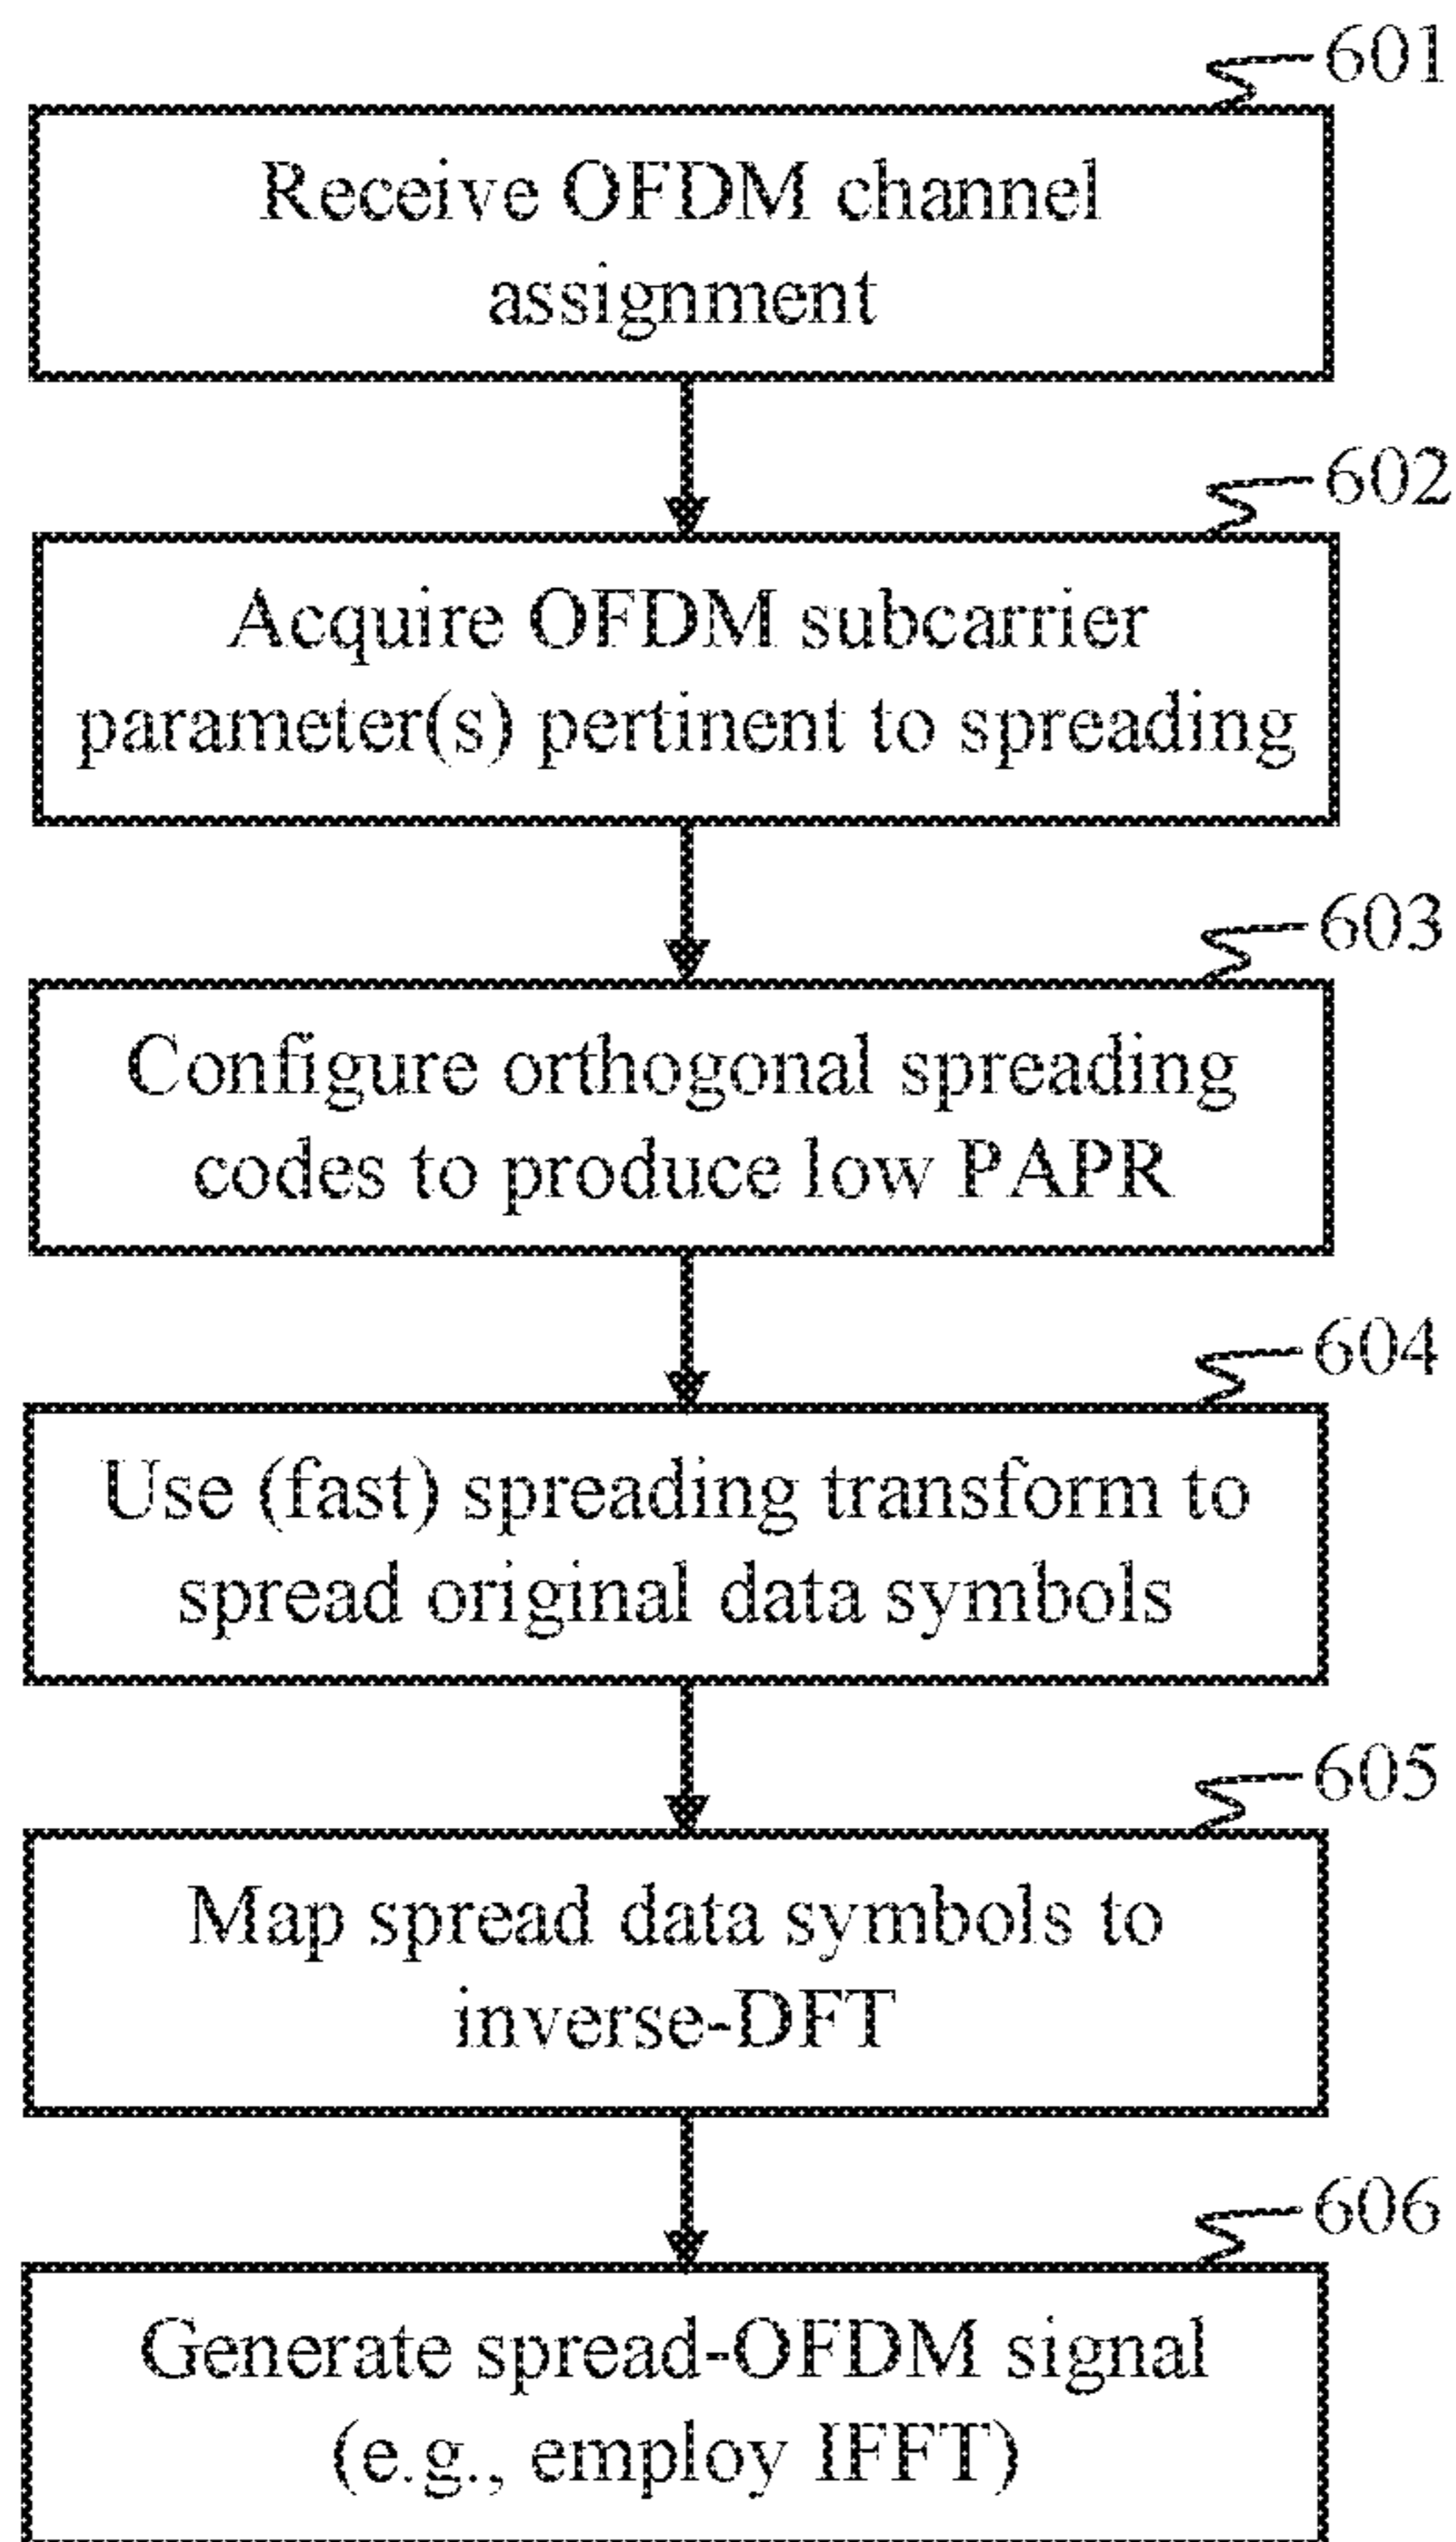 601
Receive OFDM channel
assignment
602
Acquire OFDM subcarrier
parameter(s) pertinent to spreading
603
Configure orthogonal spreading
codes to produce low PAPR
604
Use (fast) spreading transform to
spread original data symbols
605
Map spread data symbols to
inverse-DFT
606
Generate spread-OFDM signal
(e.g., employ IFFT)